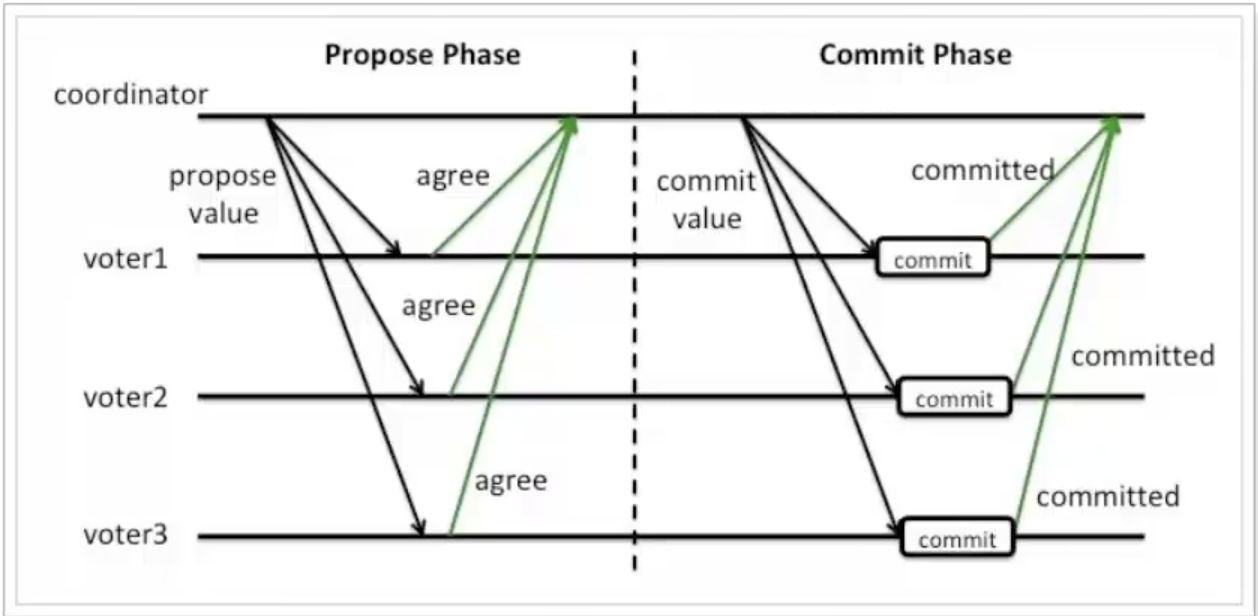 Propose Phase
Commit Phase
coordinator
propose
value
agree
commit
value
committed
voter1
commit
agree
committed
voter2
commit
agree
committed
voter3
commit